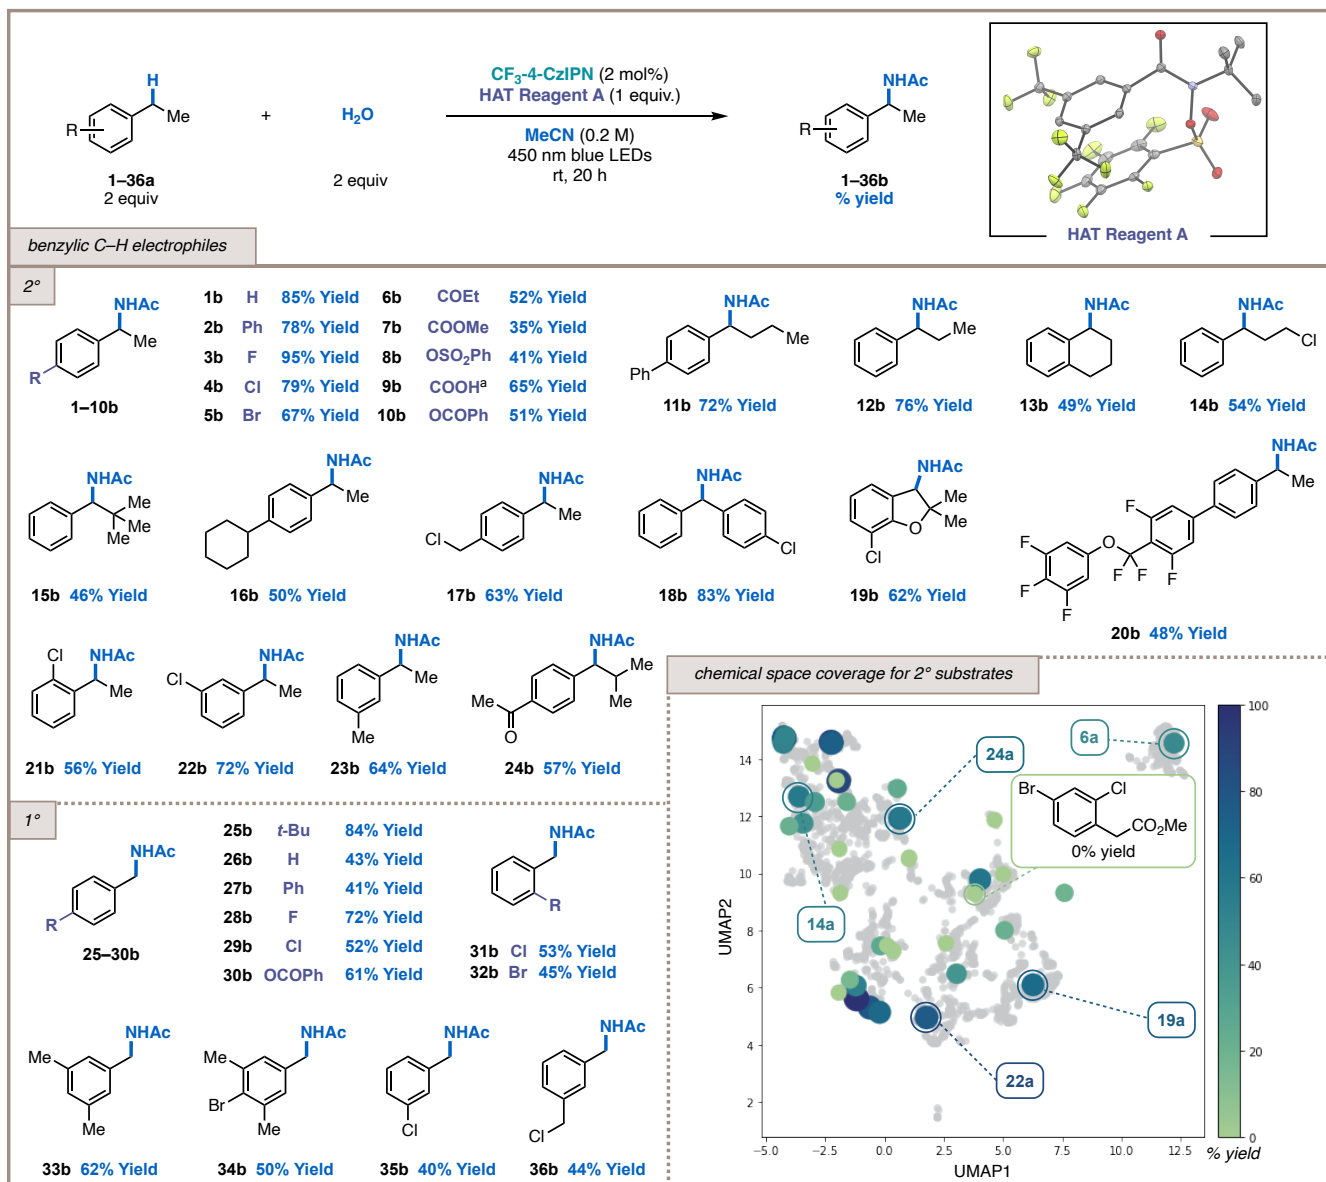 H
Me
R
1–36a
2 equiv
+
H₂O
2 equiv
CF₃-4-CzIPN (2 mol%)
HAT Reagent A (1 equiv.)
MeCN (0.2 M)
450 nm blue LEDs
rt, 20 h
NHAc
Me
R
1–36b
% yield
HAT Reagent A
benzylic C–H electrophiles
2°
NHAc
Me
R
1–10b
1b H 85% Yield
2b Ph 78% Yield
3b F 95% Yield
4b Cl 79% Yield
5b Br 67% Yield
6b COEt 52% Yield
7b COOMe 35% Yield
8b OSO₂Ph 41% Yield
9b COOHᵃ 65% Yield
10b OCOPh 51% Yield
NHAc
Me
Ph
11b 72% Yield
NHAc
Me
12b 76% Yield
NHAc
13b 49% Yield
NHAc
Cl
14b 54% Yield
NHAc
Me
Me
Me
15b 46% Yield
NHAc
Me
16b 50% Yield
NHAc
Me
Cl
17b 63% Yield
NHAc
Cl
18b 83% Yield
NHAc
Me
Me
O
Cl
19b 62% Yield
NHAc
Me
F
O
F
F
F
F F
F
F
20b 48% Yield
Cl
NHAc
Me
21b 56% Yield
NHAc
Cl
Me
22b 72% Yield
NHAc
Me
Me
23b 64% Yield
NHAc
Me
Me
Me
O
24b 57% Yield
1°
NHAc
R
25–30b
25b t-Bu 84% Yield
26b H 43% Yield
27b Ph 41% Yield
28b F 72% Yield
29b Cl 52% Yield
30b OCOPh 61% Yield
NHAc
R
31b Cl 53% Yield
32b Br 45% Yield
NHAc
Me
Me
33b 62% Yield
NHAc
Me
Br
Me
34b 50% Yield
NHAc
Cl
35b 40% Yield
NHAc
Cl
36b 44% Yield
chemical space coverage for 2° substrates
UMAP2
14
12
10
8
6
4
2
−5.0 −2.5 0.0 2.5 5.0 7.5 10.0 12.5
UMAP1
6a
24a
Br
Cl
CO₂Me
0% yield
14a
19a
22a
100
80
60
40
20
0
% yield